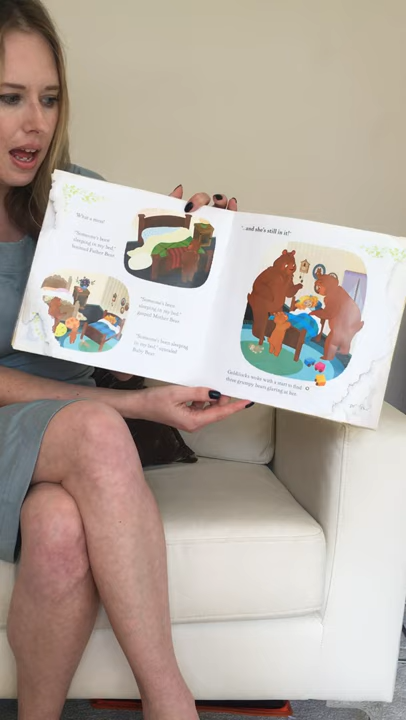 What a mess!
"Someone's been
sleeping in my bed,"
boomed Father Bear.
"Someone's been
sleeping in my bed,"
gasped Mother Bear.
"Someone's been sleeping
in my bed," squeaked
Baby Bear.
"...and she's still in it!"
Goldilocks woke with a start to find
three grumpy bears glaring at her.